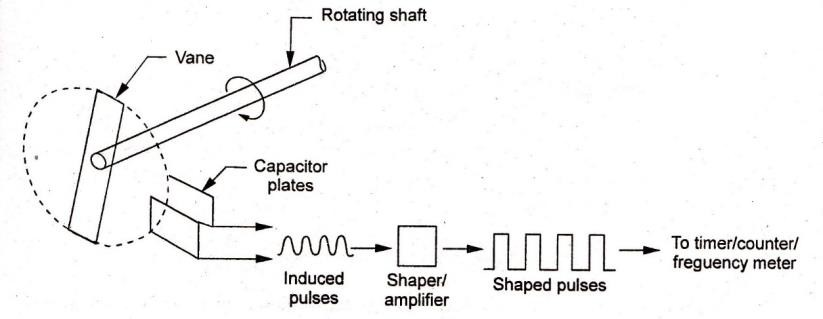 Rotating shaft
Vane
Capacitor
plates
Induced
pulses
Shaper/
amplifier
Shaped pulses
To timer/counter/
freguency meter